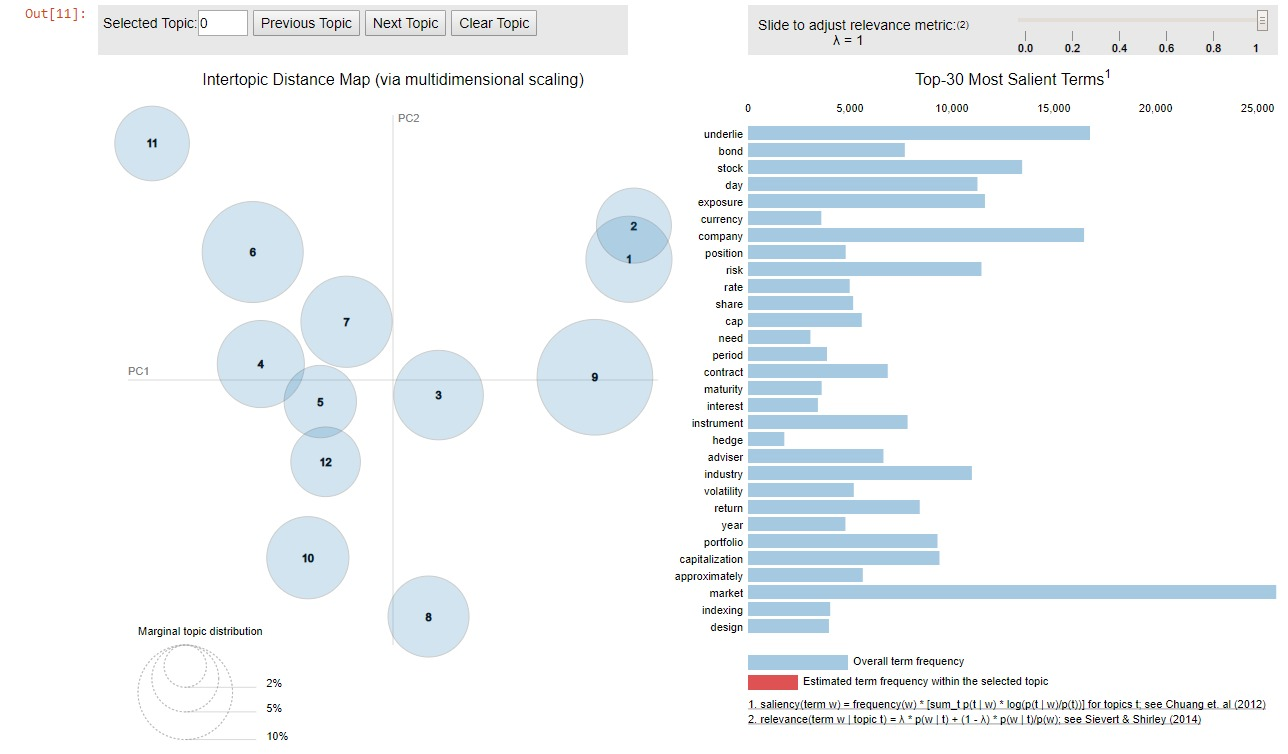 Out[11]:
Selected Topic: 0 Previous Topic Next Topic Clear Topic
Slide to adjust relevance metric:(2)
λ = 1
0.0 0.2 0.4 0.6 0.8 1
Intertopic Distance Map (via multidimensional scaling)
PC2
PC1
11
6
2
1
7
4
9
3
5
12
10
8
Marginal topic distribution
2%
5%
10%
Top-30 Most Salient Terms1
0 5,000 10,000 15,000 20,000 25,000
underlie
bond
stock
day
exposure
currency
company
position
risk
rate
share
cap
need
period
contract
maturity
interest
instrument
hedge
adviser
industry
volatility
return
year
portfolio
capitalization
approximately
market
indexing
design
Overall term frequency
Estimated term frequency within the selected topic
1. saliency(term w) = frequency(w) * [sum_t p(t | w) * log(p(t | w)/p(t))] for topics t; see Chuang et. al (2012)
2. relevance(term w | topic t) = λ * p(w | t) + (1 - λ) * p(w | t)/p(w); see Sievert & Shirley (2014)